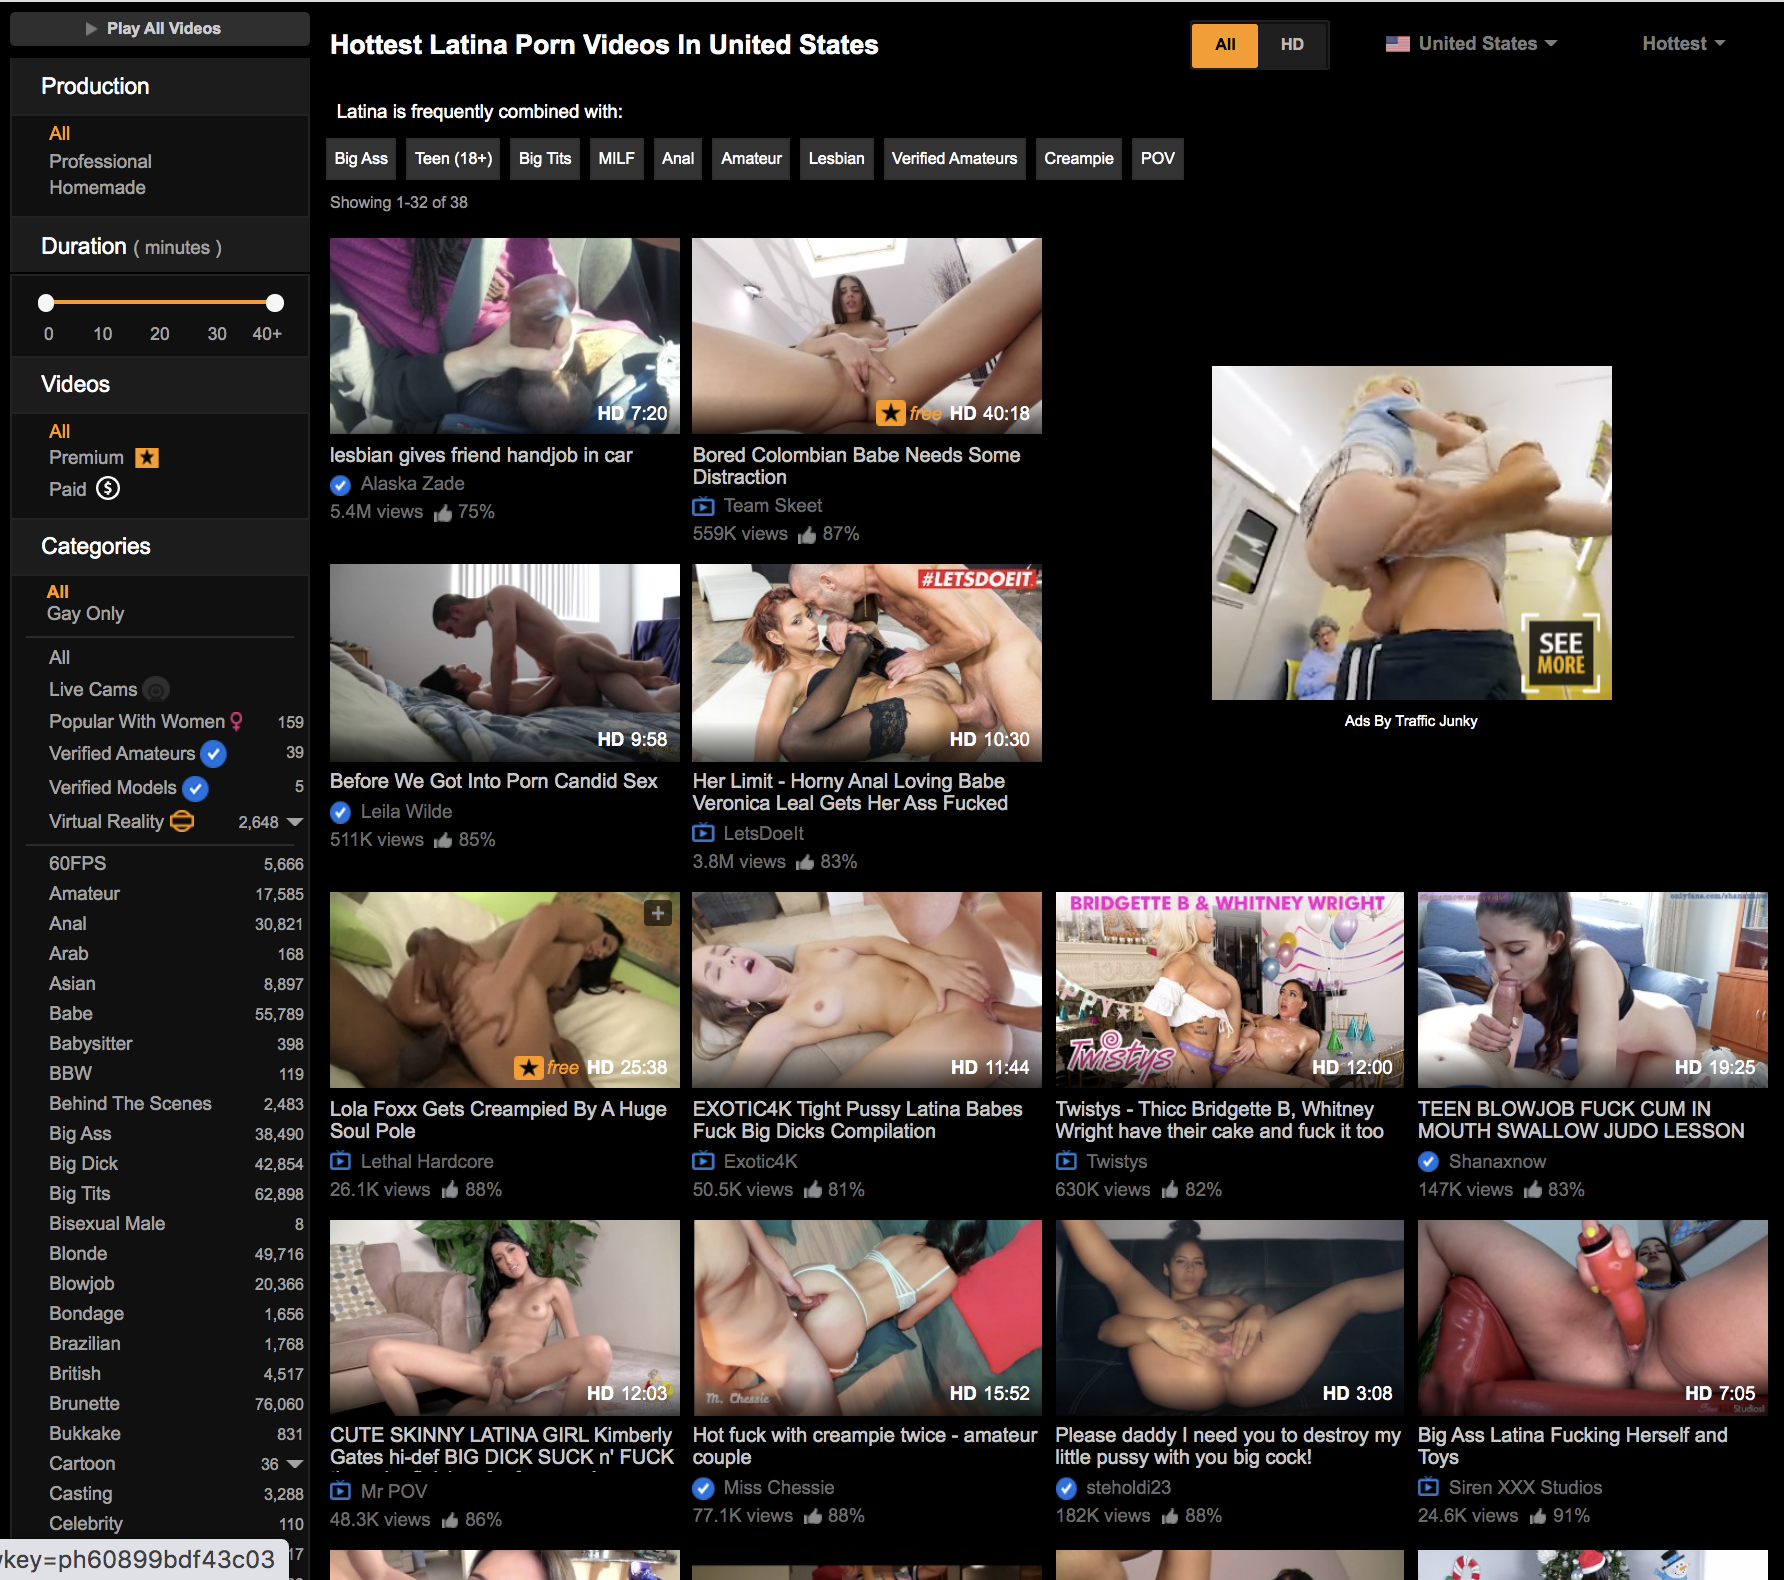 Play All Videos
Production
All
Professional
Homemade
Duration ( minutes )
0 10 20 30 40+
Videos
All
Premium
Paid
Categories
All
Gay Only
All
Live Cams
Popular With Women 159
Verified Amateurs 39
Verified Models 5
Virtual Reality 2,648
60FPS 5,666
Amateur 17,585
Anal 30,821
Arab 168
Asian 8,897
Babe 55,789
Babysitter 398
BBW 119
Behind The Scenes 2,483
Big Ass 38,490
Big Dick 42,854
Big Tits 62,898
Bisexual Male 8
Blonde 49,716
Blowjob 20,366
Bondage 1,656
Brazilian 1,768
British 4,517
Brunette 76,060
Bukkake 831
Cartoon 36
Casting 3,288
Celebrity 110
key=ph60899bdf43c03
Hottest Latina Porn Videos In United States
All HD
United States
Hottest
Latina is frequently combined with:
Big Ass Teen (18+) Big Tits MILF Anal Amateur Lesbian Verified Amateurs Creampie POV
Showing 1-32 of 38
HD 7:20
lesbian gives friend handjob in car
Alaska Zade
5.4M views 75%
free HD 40:18
Bored Colombian Babe Needs Some
Distraction
Team Skeet
559K views 87%
SEE
MORE
Ads By Traffic Junky
HD 9:58
Before We Got Into Porn Candid Sex
Leila Wilde
511K views 85%
#LETSDOEIT
HD 10:30
Her Limit - Horny Anal Loving Babe
Veronica Leal Gets Her Ass Fucked
LetsDoeIt
3.8M views 83%
free HD 25:38
Lola Foxx Gets Creampied By A Huge
Soul Pole
Lethal Hardcore
26.1K views 88%
HD 11:44
EXOTIC4K Tight Pussy Latina Babes
Fuck Big Dicks Compilation
Exotic4K
50.5K views 81%
BRIDGETTE B & WHITNEY WRIGHT
Twistys
HD 12:00
Twistys - Thicc Bridgette B, Whitney
Wright have their cake and fuck it too
Twistys
630K views 82%
HD 19:25
TEEN BLOWJOB FUCK CUM IN
MOUTH SWALLOW JUDO LESSON
Shanaxnow
147K views 83%
HD 12:03
CUTE SKINNY LATINA GIRL Kimberly
Gates hi-def BIG DICK SUCK n' FUCK
Mr POV
48.3K views 86%
M. Chessie
HD 15:52
Hot fuck with creampie twice - amateur
couple
Miss Chessie
77.1K views 88%
HD 3:08
Please daddy I need you to destroy my
little pussy with you big cock!
steholdi23
182K views 88%
HD 7:05
Big Ass Latina Fucking Herself and
Toys
Siren XXX Studios
24.6K views 91%